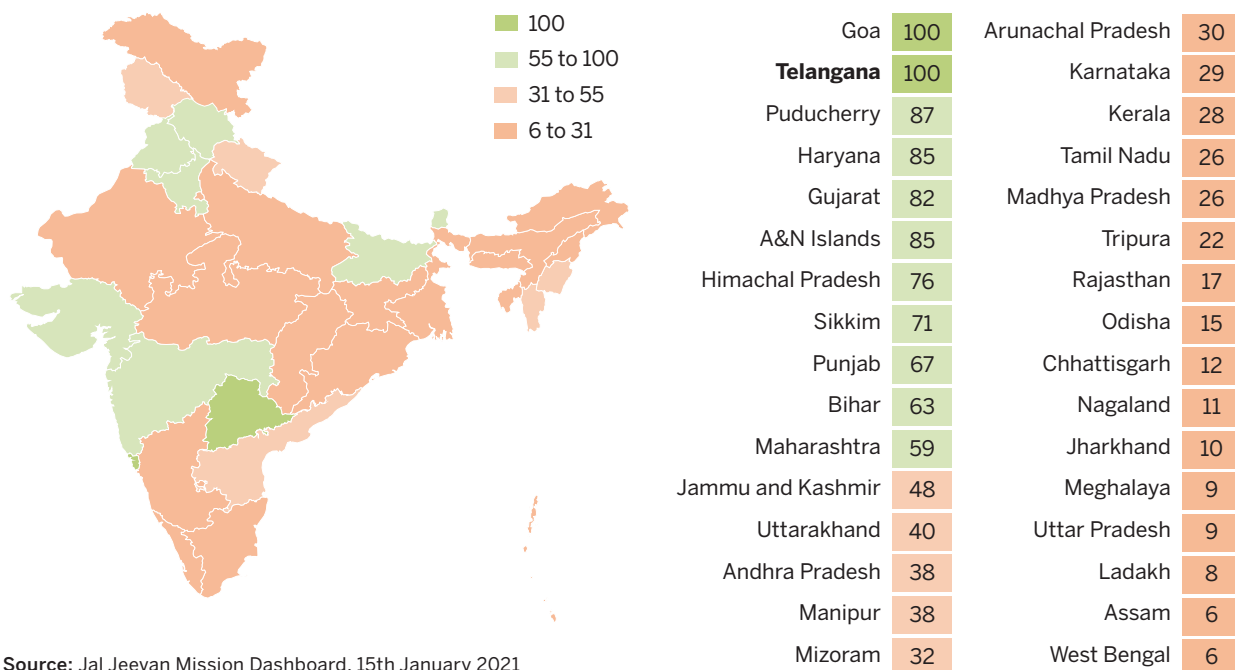 100
55 to 100
31 to 55
6 to 31
Goa 100
Telangana 100
Puducherry 87
Haryana 85
Gujarat 82
A&N Islands 85
Himachal Pradesh 76
Sikkim 71
Punjab 67
Bihar 63
Maharashtra 59
Jammu and Kashmir 48
Uttarakhand 40
Andhra Pradesh 38
Manipur 38
Mizoram 32
Arunachal Pradesh 30
Karnataka 29
Kerala 28
Tamil Nadu 26
Madhya Pradesh 26
Tripura 22
Rajasthan 17
Odisha 15
Chhattisgarh 12
Nagaland 11
Jharkhand 10
Meghalaya 9
Uttar Pradesh 9
Ladakh 8
Assam 6
West Bengal 6
Source: Jal Jeevan Mission Dashboard, 15th January 2021